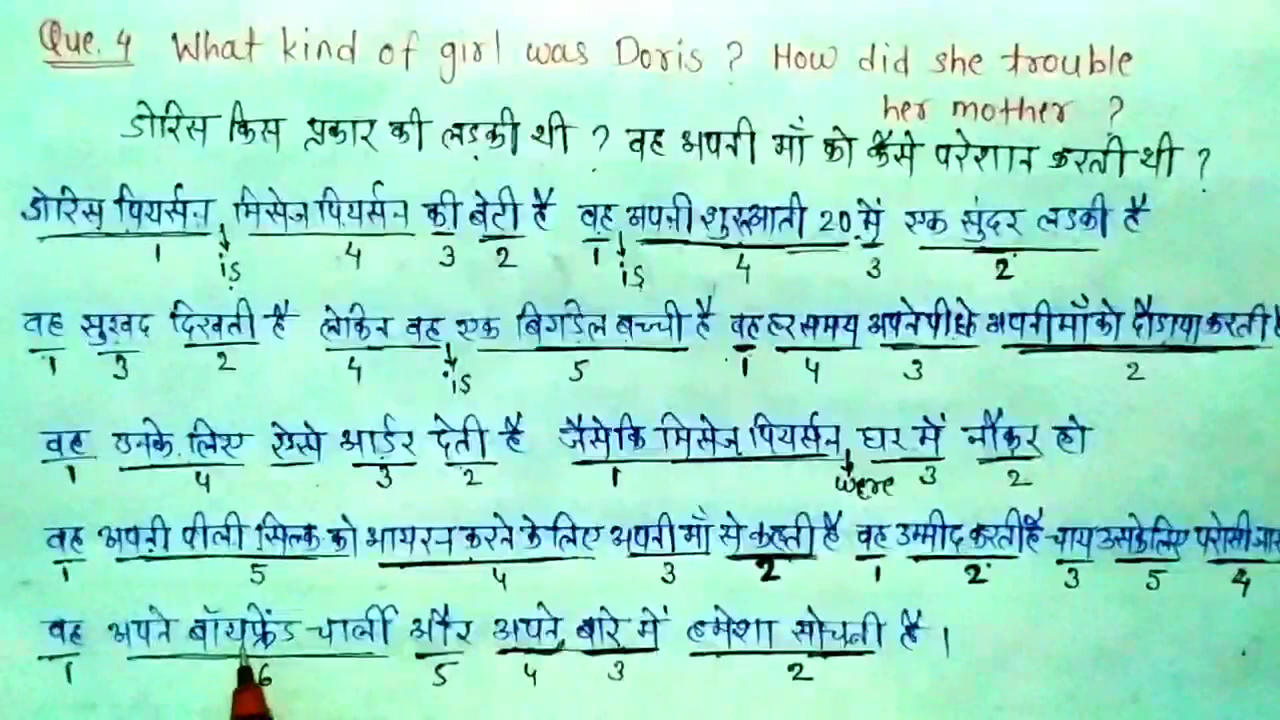 Que. 4 What kind of girl was Doris ? How did she trouble
her mother ?
डोरिस किस प्रकार की लड़की थी ? वह अपनी माँ को कैसे परेशान करती थी ?
डोरिस पियर्सन मिसेज पियर्सन की बेटी है वह अपनी शुरुआती 20 में एक सुंदर लडकी है
1 is 4 3 2 1 is 4 3 2
वह सुखद दिखती है लेकिन वह एक बिगडैल बच्ची है वह हर समय अपने पीछे अपनी माँ को दौडाया करती है
1 3 2 4 is 5 1 4 3 2
वह उनके लिए ऐसे आर्डर देती है जैसेकि मिसेज पियर्सन घर में नौकर हो
1 4 3 2 1 were 3 2
वह अपनी पीली सिल्क को आयरन करने के लिए अपनी माँ से कहती है वह उम्मीद करती है चाय उसके लिए परोसी
1 5 4 3 2 1 2 3 5 4
वह अपने बॉयफ्रेंड चार्ली और अपने बारे में हमेशा सोचती है ।
1 6 5 4 3 2